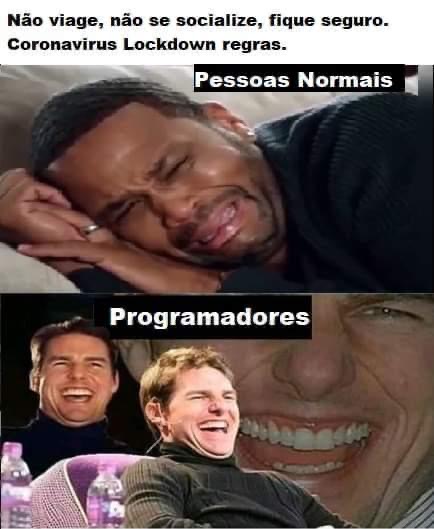 Não viage, não se socialize, fique seguro.
Coronavirus Lockdown regras.
Pessoas Normais
Programadores